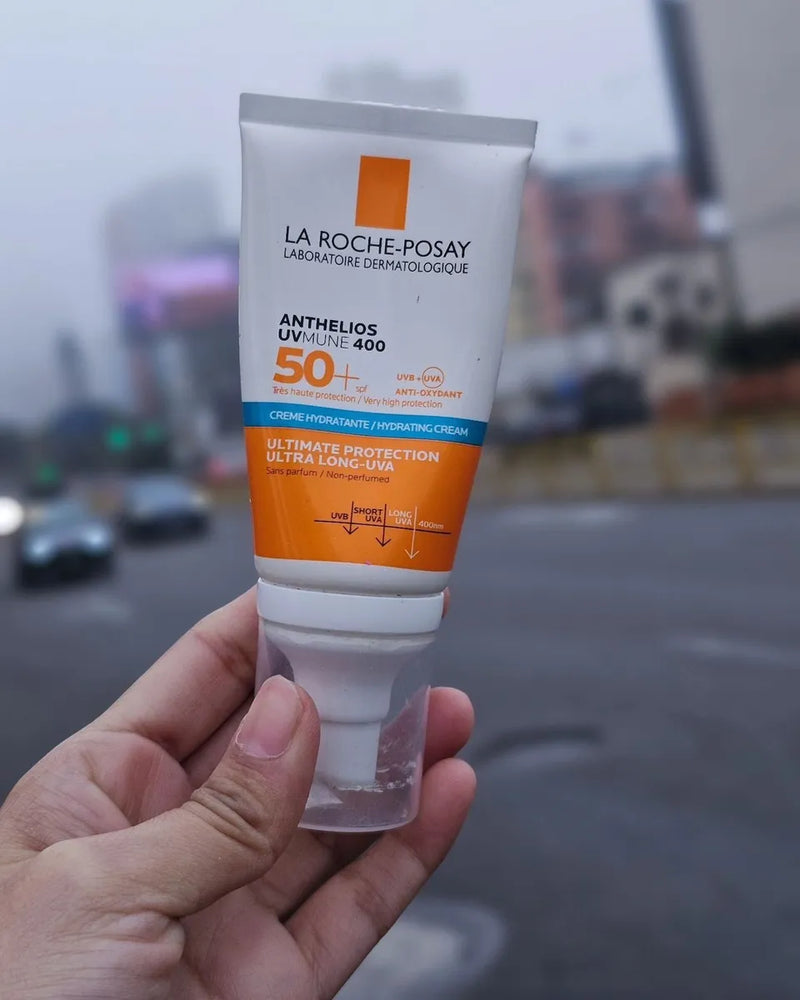 LA ROCHE-POSAY
LABORATOIRE DERMATOLOGIQUE
ANTHELIOS
UVMUNE 400
50+ spf
UVB + UVA
ANTI-OXYDANT
Très haute protection / Very high protection
CREME HYDRATANTE / HYDRATING CREAM
ULTIMATE PROTECTION
ULTRA LONG-UVA
Sans parfum / Non-perfumed
UVB
SHORT
UVA
LONG
UVA
400nm